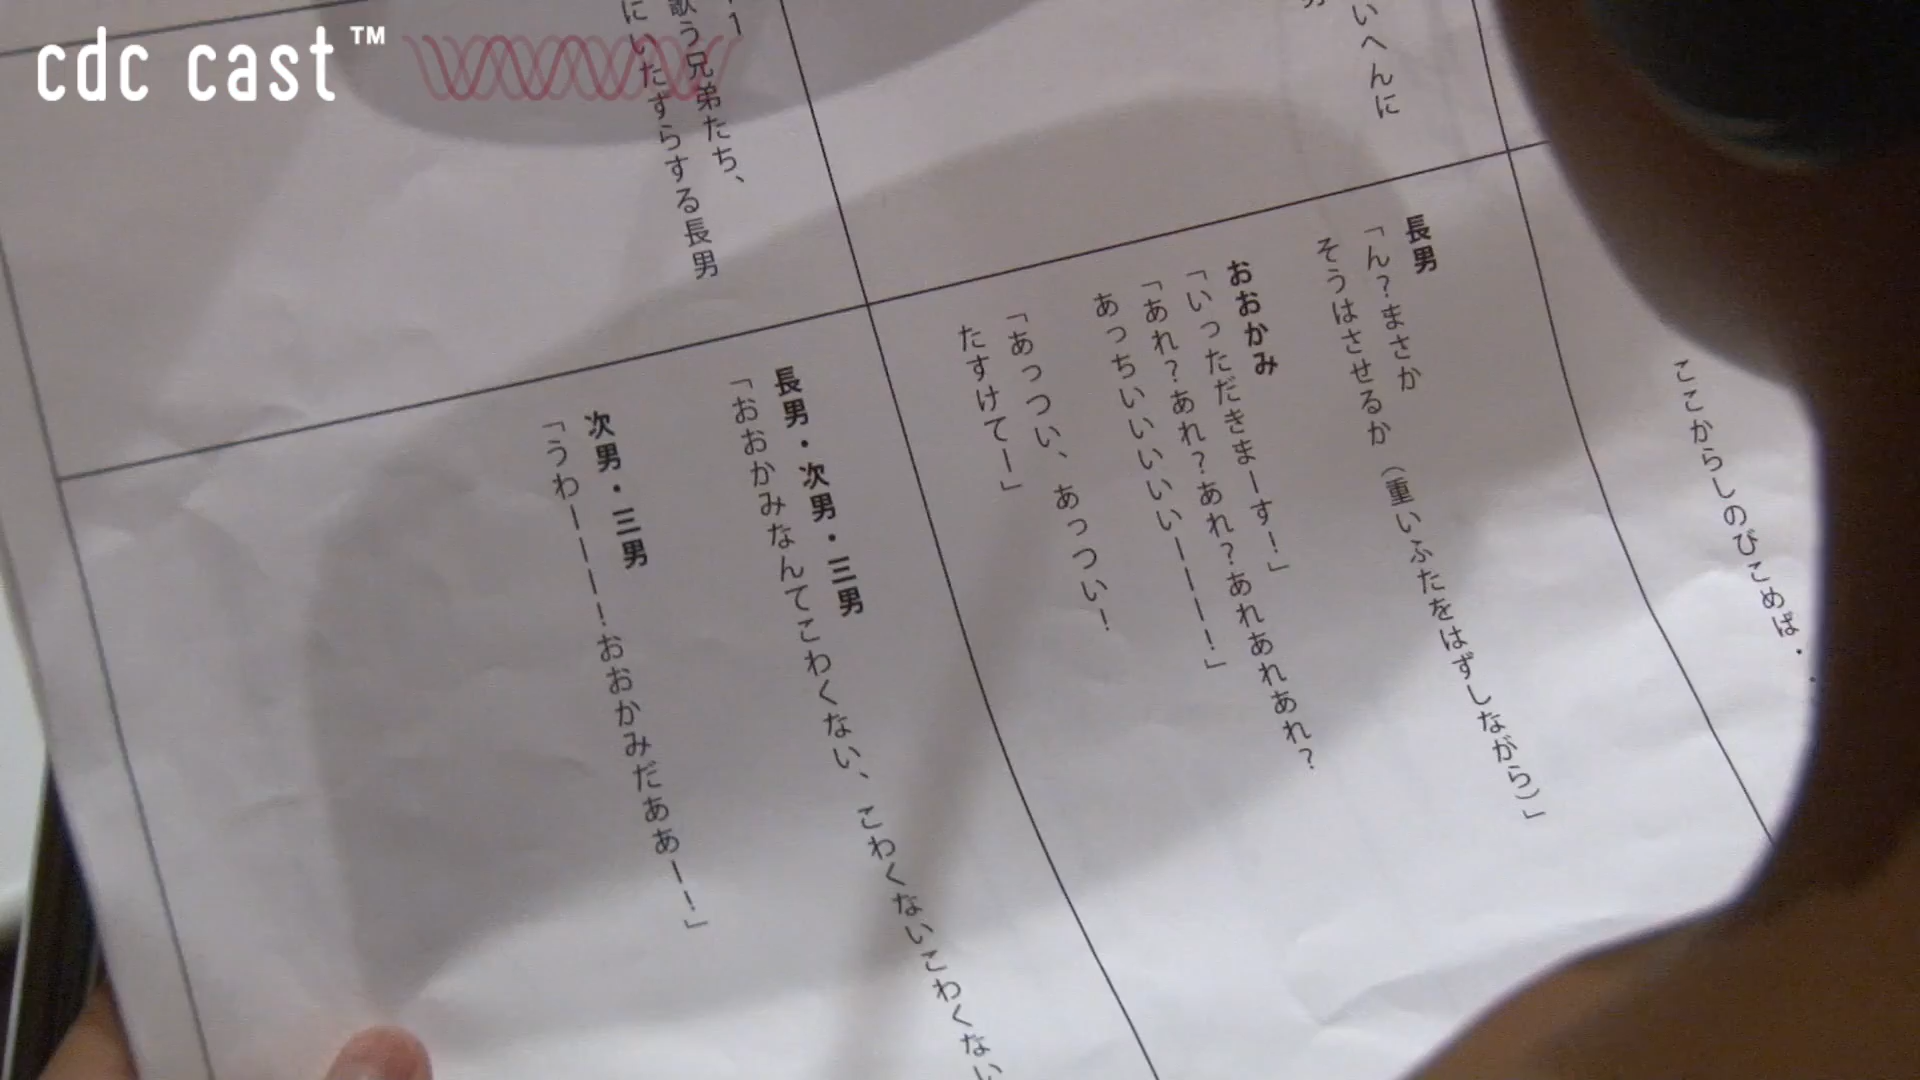 cdc cast™
いへんに
男
ここからしのびこめば・
長男
「ん？まさか
そうはさせるか（重いふたをはずしながら）」
おおかみ
「いっただきまーす！」
「あれ？あれ？あれ？あれあれあれ？
あっちいいいいいーーーー！」
「あっつい、あっつい！
たすけてー」
1
歌う兄弟たち、
にいたずらする長男
長男・次男・三男
「おおかみなんてこわくない、こわくないこわくない
次男・三男
「うわーーーー！おおかみだああー！」